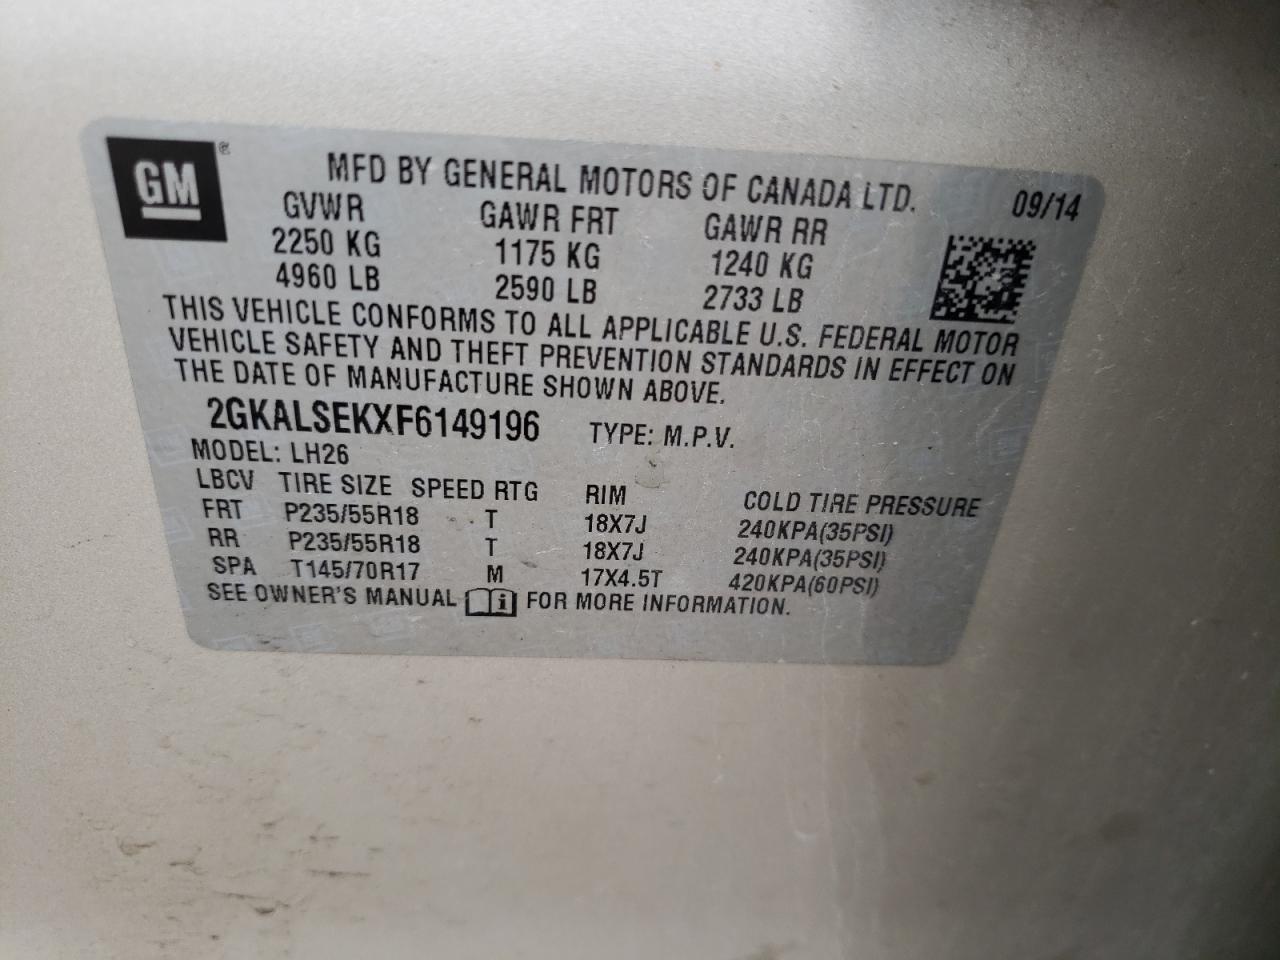 GM®
MFD BY GENERAL MOTORS OF CANADA LTD. 09/14
GVWR GAWR FRT GAWR RR
2250 KG 1175 KG 1240 KG
4960 LB 2590 LB 2733 LB
THIS VEHICLE CONFORMS TO ALL APPLICABLE U.S. FEDERAL MOTOR
VEHICLE SAFETY AND THEFT PREVENTION STANDARDS IN EFFECT ON
THE DATE OF MANUFACTURE SHOWN ABOVE.
2GKALSEKXF6149196 TYPE: M.P.V.
MODEL: LH26
LBCV TIRE SIZE SPEED RTG RIM COLD TIRE PRESSURE
FRT P235/55R18 T 18X7J 240KPA(35PSI)
RR P235/55R18 T 18X7J 240KPA(35PSI)
SPA T145/70R17 M 17X4.5T 420KPA(60PSI)
SEE OWNER'S MANUAL i FOR MORE INFORMATION.